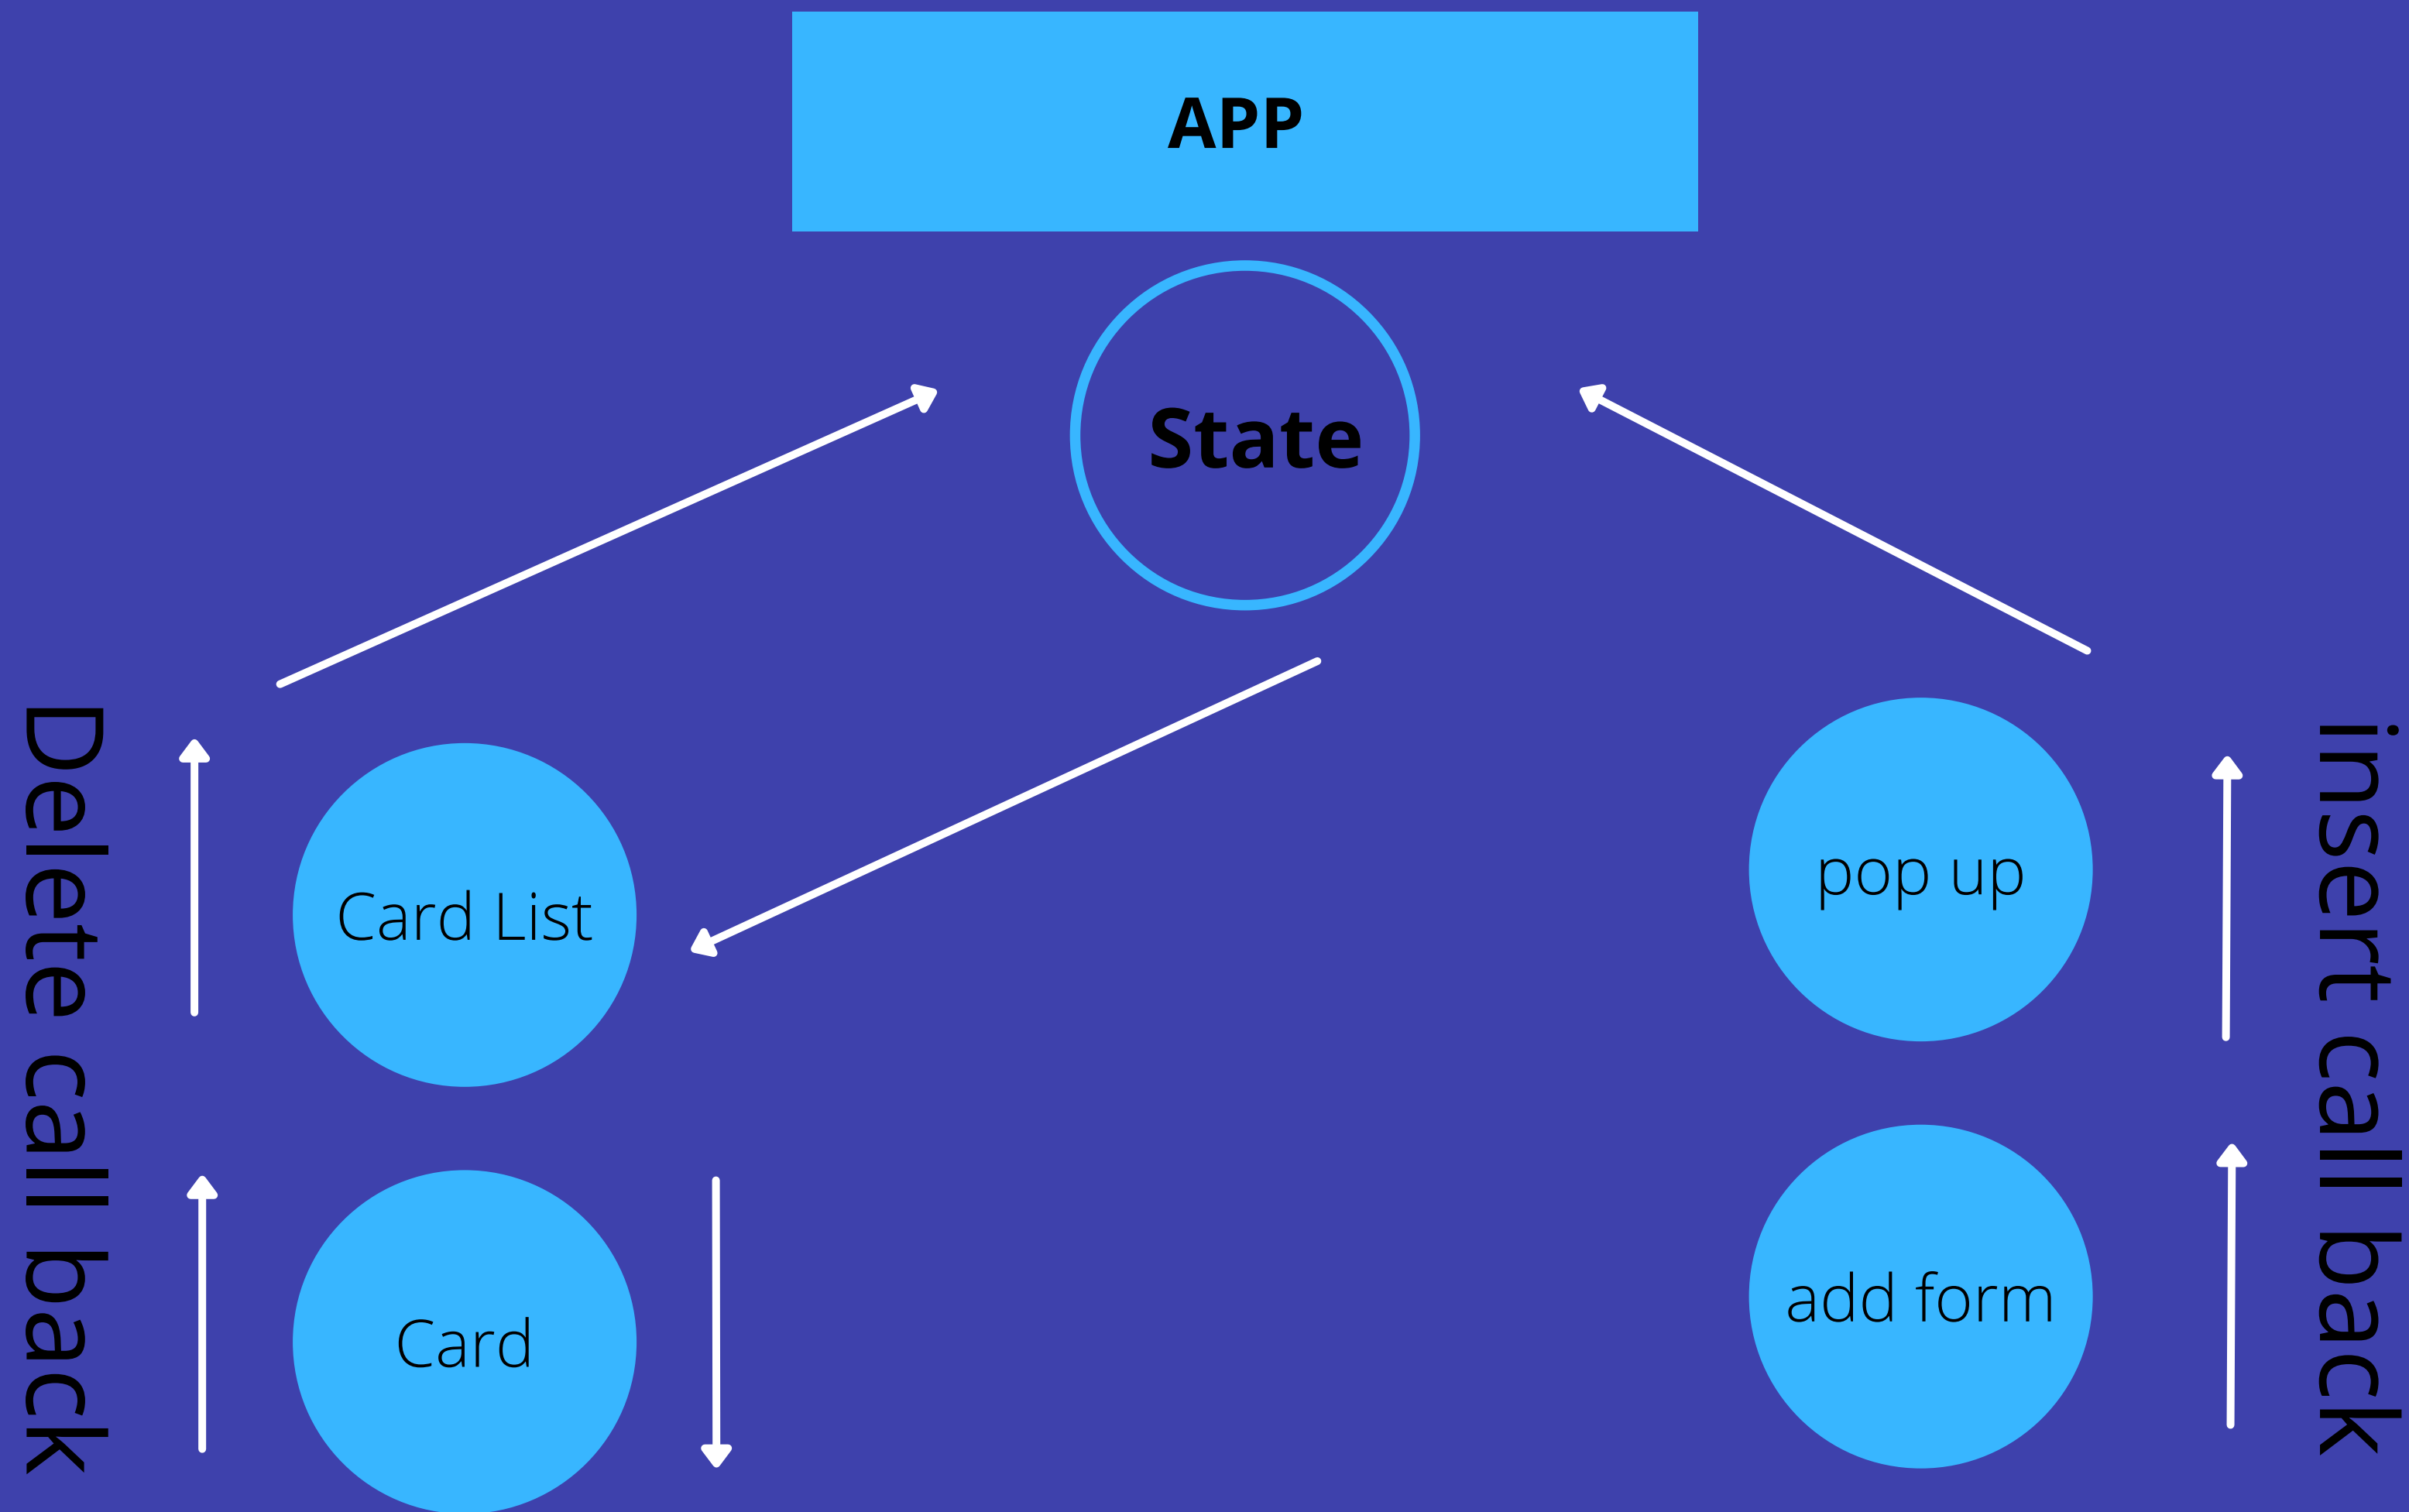 APP
State
Delete call back
Card List
pop up
insert call back
Card
add form